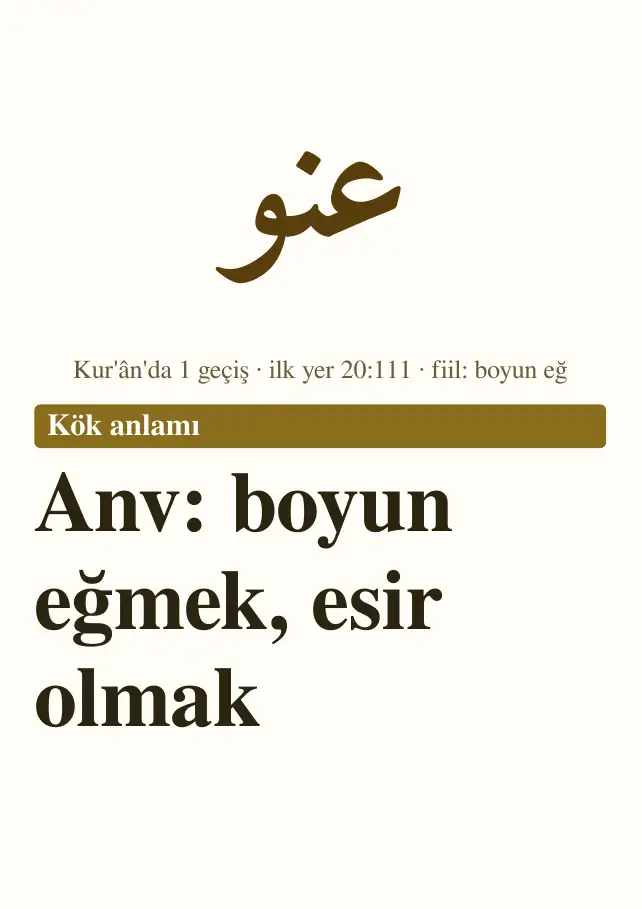 عنو
Kur'ân'da 1 geçiş · ilk yer 20:111 · fiil: boyun eğ
Kök anlamı
Anv: boyun
eğmek, esir
olmak